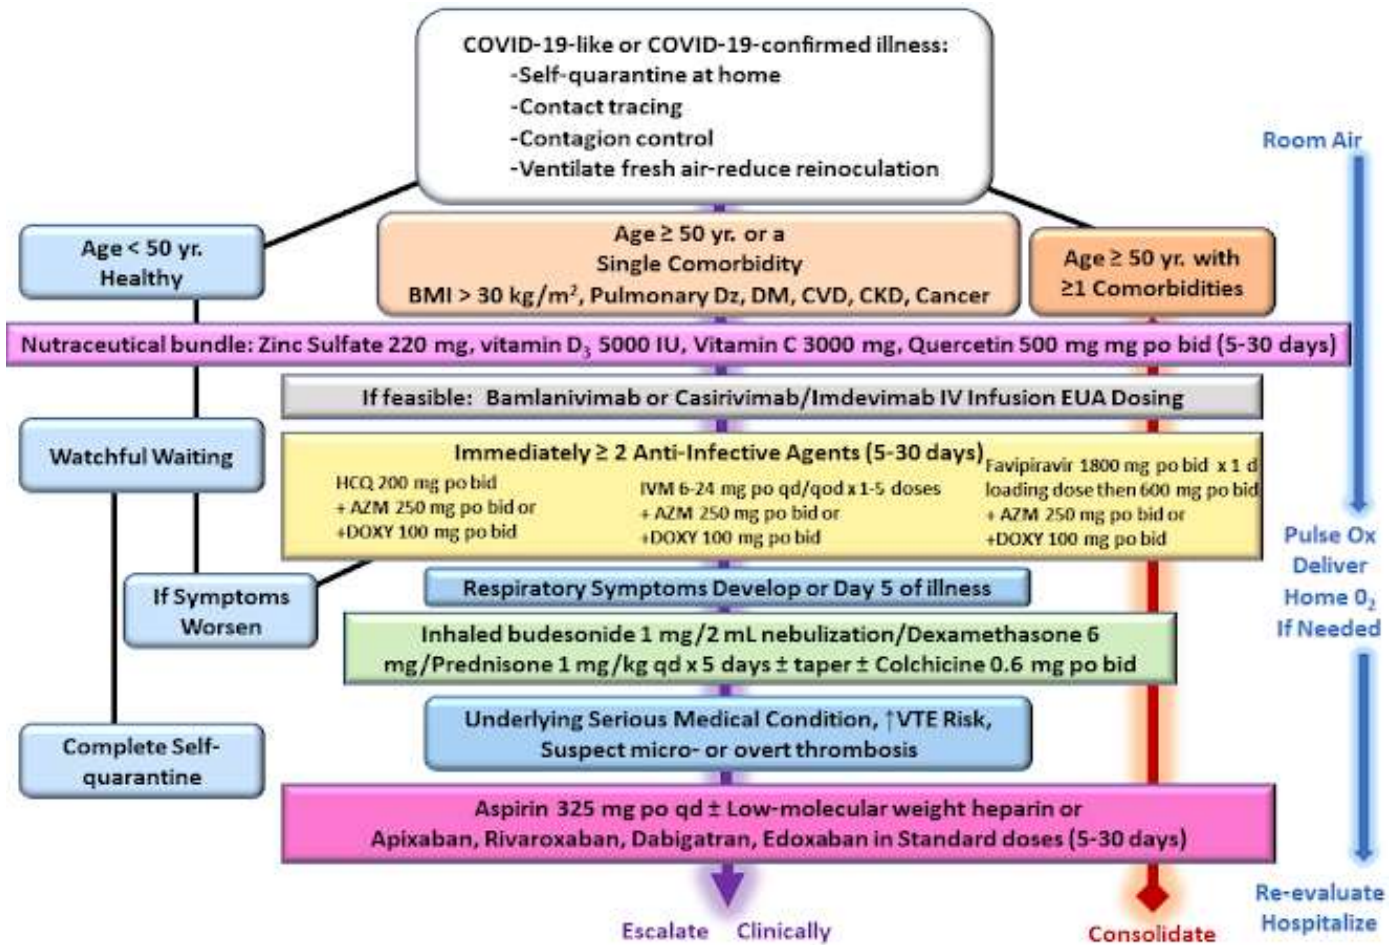 COVID-19-like or COVID-19-confirmed illness:
-Self-quarantine at home
-Contact tracing
-Contagion control
-Ventilate fresh air-reduce reinoculation
Room Air
Age < 50 yr.
Healthy
Age ≥ 50 yr. or a
Single Comorbidity
BMI > 30 kg/m², Pulmonary Dz, DM, CVD, CKD, Cancer
Age ≥ 50 yr. with
≥1 Comorbidities
Nutraceutical bundle: Zinc Sulfate 220 mg, vitamin D₃ 5000 IU, Vitamin C 3000 mg, Quercetin 500 mg mg po bid (5-30 days)
If feasible: Bamlanivimab or Casirivimab/Imdevimab IV Infusion EUA Dosing
Watchful Waiting
Immediately ≥ 2 Anti-Infective Agents (5-30 days)
HCQ 200 mg po bid
+ AZM 250 mg po bid or
+DOXY 100 mg po bid
IVM 6-24 mg po qd/qod x 1-5 doses
+ AZM 250 mg po bid or
+DOXY 100 mg po bid
Favipiravir 1800 mg po bid x 1 d
loading dose then 600 mg po bid
+ AZM 250 mg po bid or
+DOXY 100 mg po bid
Pulse Ox
Deliver
Home 0₂
If Needed
If Symptoms
Worsen
Respiratory Symptoms Develop or Day 5 of illness
Inhaled budesonide 1 mg/2 mL nebulization/Dexamethasone 6
mg/Prednisone 1 mg/kg qd x 5 days ± taper ± Colchicine 0.6 mg po bid
Underlying Serious Medical Condition, ↑VTE Risk,
Suspect micro- or overt thrombosis
Complete Self-
quarantine
Aspirin 325 mg po qd ± Low-molecular weight heparin or
Apixaban, Rivaroxaban, Dabigatran, Edoxaban in Standard doses (5-30 days)
Escalate Clinically
Consolidate
Re-evaluate
Hospitalize